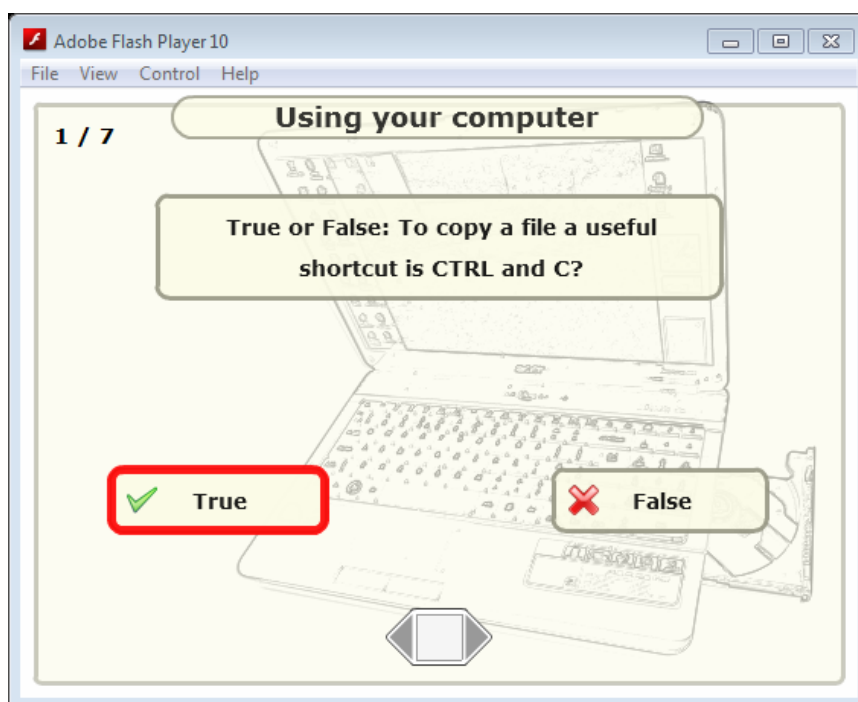 Adobe Flash Player 10
File View Control Help
Using your computer
1 / 7
True or False: To copy a file a useful
shortcut is CTRL and C?
True
False